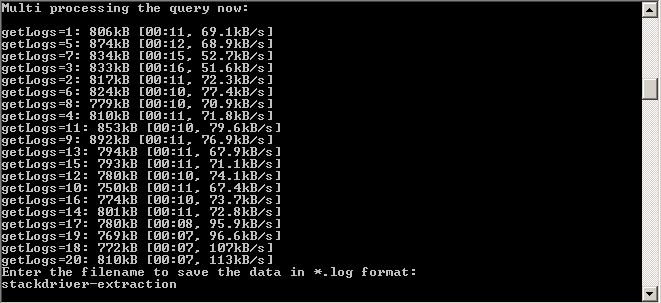 Multi processing the query now:
getLogs=1: 806kB [00:11, 69.1kB/s]
getLogs=5: 874kB [00:12, 68.9kB/s]
getLogs=7: 834kB [00:15, 52.7kB/s]
getLogs=3: 833kB [00:16, 51.6kB/s]
getLogs=2: 817kB [00:11, 72.3kB/s]
getLogs=6: 824kB [00:10, 77.4kB/s]
getLogs=8: 779kB [00:10, 70.9kB/s]
getLogs=4: 810kB [00:11, 71.8kB/s]
getLogs=11: 853kB [00:10, 79.6kB/s]
getLogs=9: 892kB [00:11, 76.9kB/s]
getLogs=13: 794kB [00:11, 67.9kB/s]
getLogs=15: 793kB [00:11, 71.1kB/s]
getLogs=12: 780kB [00:10, 74.1kB/s]
getLogs=10: 750kB [00:11, 67.4kB/s]
getLogs=16: 774kB [00:10, 73.7kB/s]
getLogs=14: 801kB [00:11, 72.8kB/s]
getLogs=17: 780kB [00:08, 95.9kB/s]
getLogs=19: 769kB [00:07, 96.6kB/s]
getLogs=18: 772kB [00:07, 107kB/s]
getLogs=20: 810kB [00:07, 113kB/s]
Enter the filename to save the data in *.log format:
stackdriver-extraction